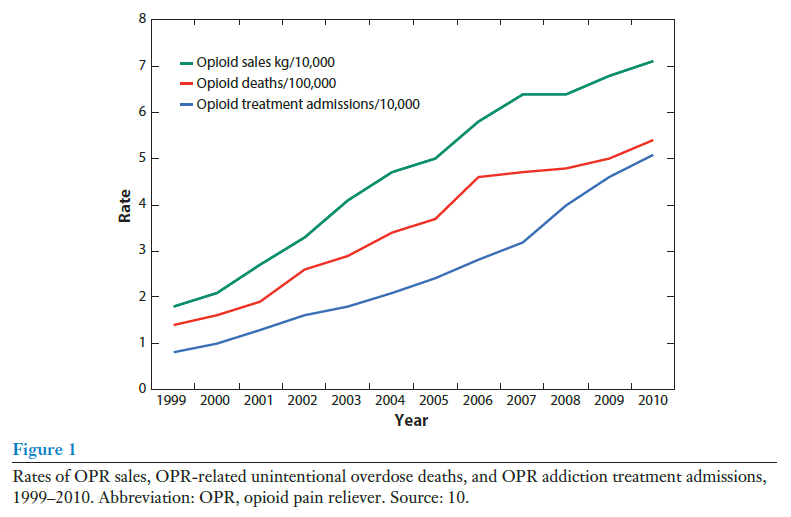 8
7
6
5
4
3
2
1
0
Rate
Opioid sales kg/10,000
Opioid deaths/100,000
Opioid treatment admissions/10,000
1999 2000 2001 2002 2003 2004 2005 2006 2007 2008 2009 2010
Year
Figure 1
Rates of OPR sales, OPR-related unintentional overdose deaths, and OPR addiction treatment admissions,
1999–2010. Abbreviation: OPR, opioid pain reliever. Source: 10.